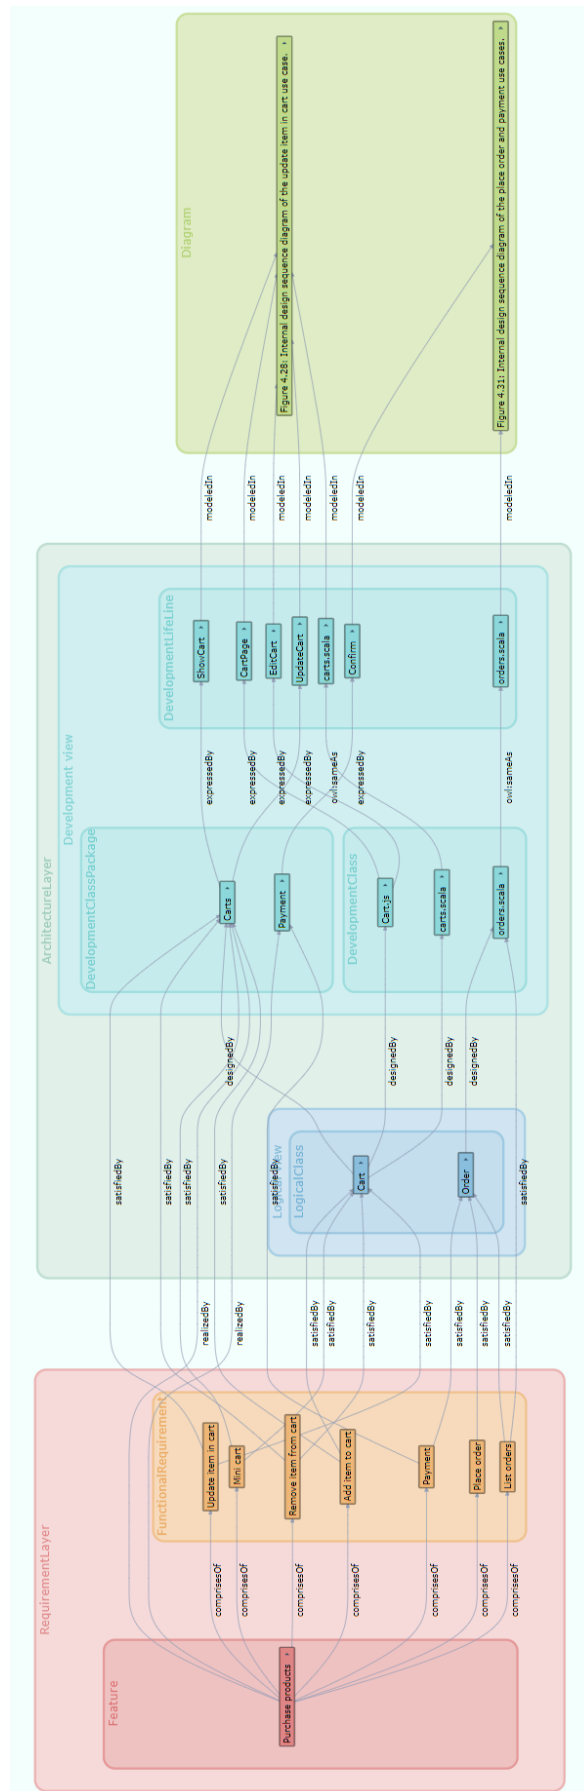 RequirementLayer
Feature
Purchase products
comprisesOf
comprisesOf
comprisesOf
comprisesOf
comprisesOf
comprisesOf
comprisesOf
FunctionalRequirement
Update item in cart
Mini cart
Remove item from cart
Add item to cart
Payment
Place order
List orders
realizedBy
realizedBy
satisfiedBy
satisfiedBy
satisfiedBy
satisfiedBy
satisfiedBy
satisfiedBy
satisfiedBy
satisfiedBy
satisfiedBy
satisfiedBy
satisfiedBy
satisfiedBy
satisfiedBy
ArchitectureLayer
Logical view
LogicalClass
Cart
Order
designedBy
designedBy
designedBy
designedBy
Development view
DevelopmentClassPackage
Carts
Payment
DevelopmentClass
Cart.js
carts.scala
orders.scala
expressedBy
expressedBy
expressedBy
expressedBy
owl:sameAs
expressedBy
owl:sameAs
DevelopmentLifeLine
ShowCart
CartPage
EditCart
UpdateCart
carts.scala
Confirm
orders.scala
modeledIn
modeledIn
modeledIn
modeledIn
modeledIn
modeledIn
modeledIn
Diagram
Figure 4.28: Internal design sequence diagram of the update item in cart use case.
Figure 4.31: Internal design sequence diagram of the place order and payment use cases.